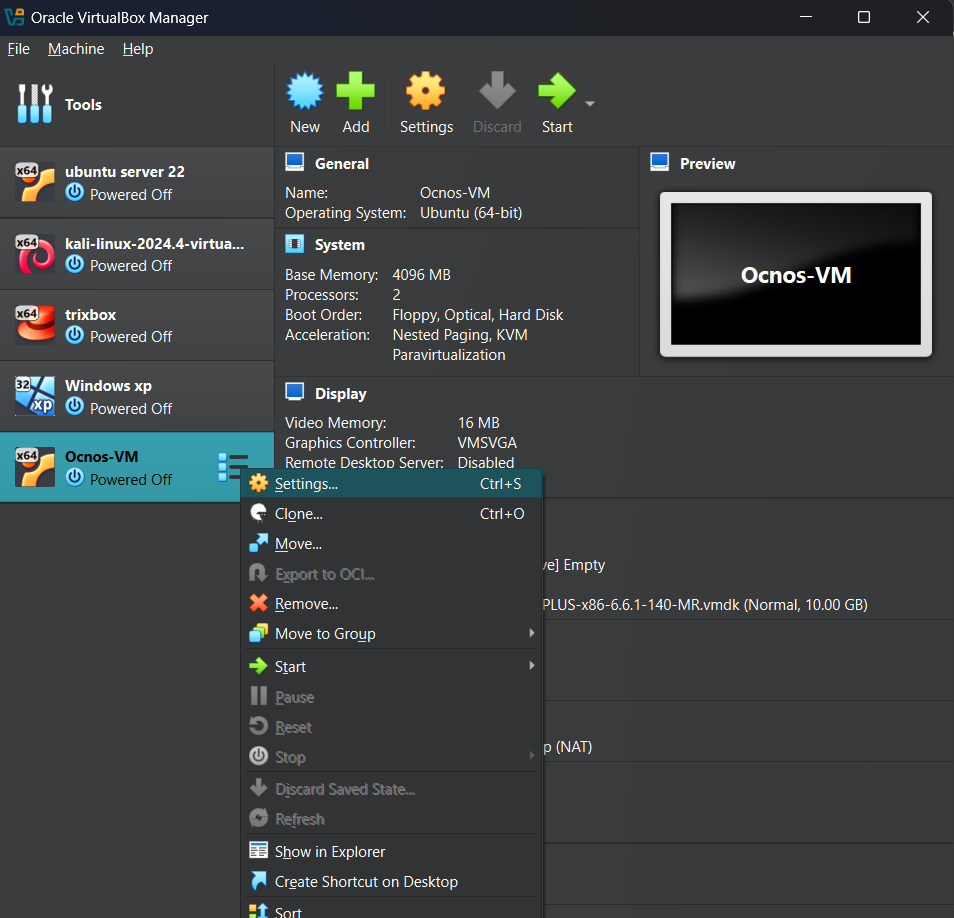 Oracle VirtualBox Manager
File Machine Help
Tools
New Add Settings Discard Start
ubuntu server 22
Powered Off
kali-linux-2024.4-virtua...
Powered Off
trixbox
Powered Off
Windows xp
Powered Off
Ocnos-VM
Powered Off
x64
x64
x64
32
xp
x64
General
Name: Ocnos-VM
Operating System: Ubuntu (64-bit)
System
Base Memory: 4096 MB
Processors: 2
Boot Order: Floppy, Optical, Hard Disk
Acceleration: Nested Paging, KVM
Paravirtualization
Preview
Ocnos-VM
Display
Video Memory: 16 MB
Graphics Controller: VMSVGA
Remote Desktop Server: Disabled
Settings... Ctrl+S
Clone... Ctrl+O
Move...
Export to OCI...
Remove...
Move to Group
Start
Pause
Reset
Stop
Discard Saved State...
Refresh
Show in Explorer
Create Shortcut on Desktop
Sort
ve] Empty
PLUS-x86-6.6.1-140-MR.vmdk (Normal, 10.00 GB)
p (NAT)